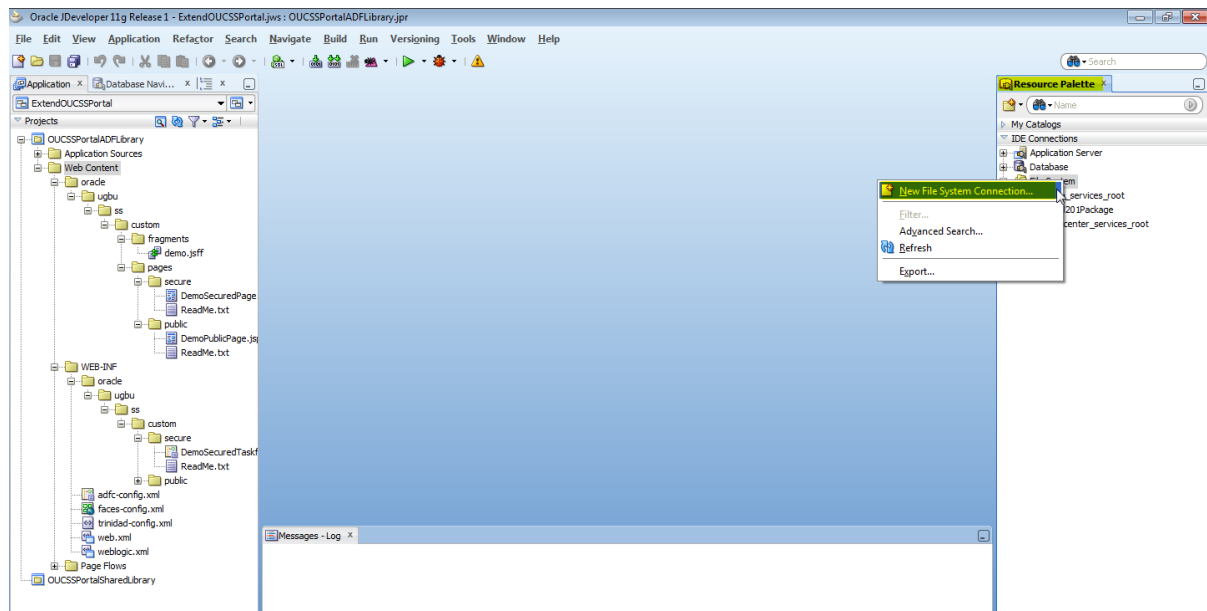 Oracle JDeveloper 11g Release 1 - ExtendOUCSSPortal.jws : OUCSSPortalADFLibrary.jpr
File Edit View Application Refactor Search Navigate Build Run Versioning Tools Window Help
Search
Application x Database Navi... x x
Resource Palette x
ExtendOUCSSPortal
Name
Projects
My Catalogs
IDE Connections
OUCSSPortalADFLibrary
Application Sources
Application Server
Web Content
Database
oracle
New File System Connection...
_services_root
ugbu
ss
Filter...
201Package
custom
Advanced Search...
center_services_root
fragments
Refresh
demo.jsff
pages
Export...
secure
DemoSecuredPage
ReadMe.txt
public
DemoPublicPage.jsp
ReadMe.txt
WEB-INF
oracle
ugbu
ss
custom
secure
DemoSecuredTaskf
ReadMe.txt
public
adfc-config.xml
faces-config.xml
trinidad-config.xml
web.xml
Messages - Log x
weblogic.xml
Page Flows
OUCSSPortalSharedLibrary